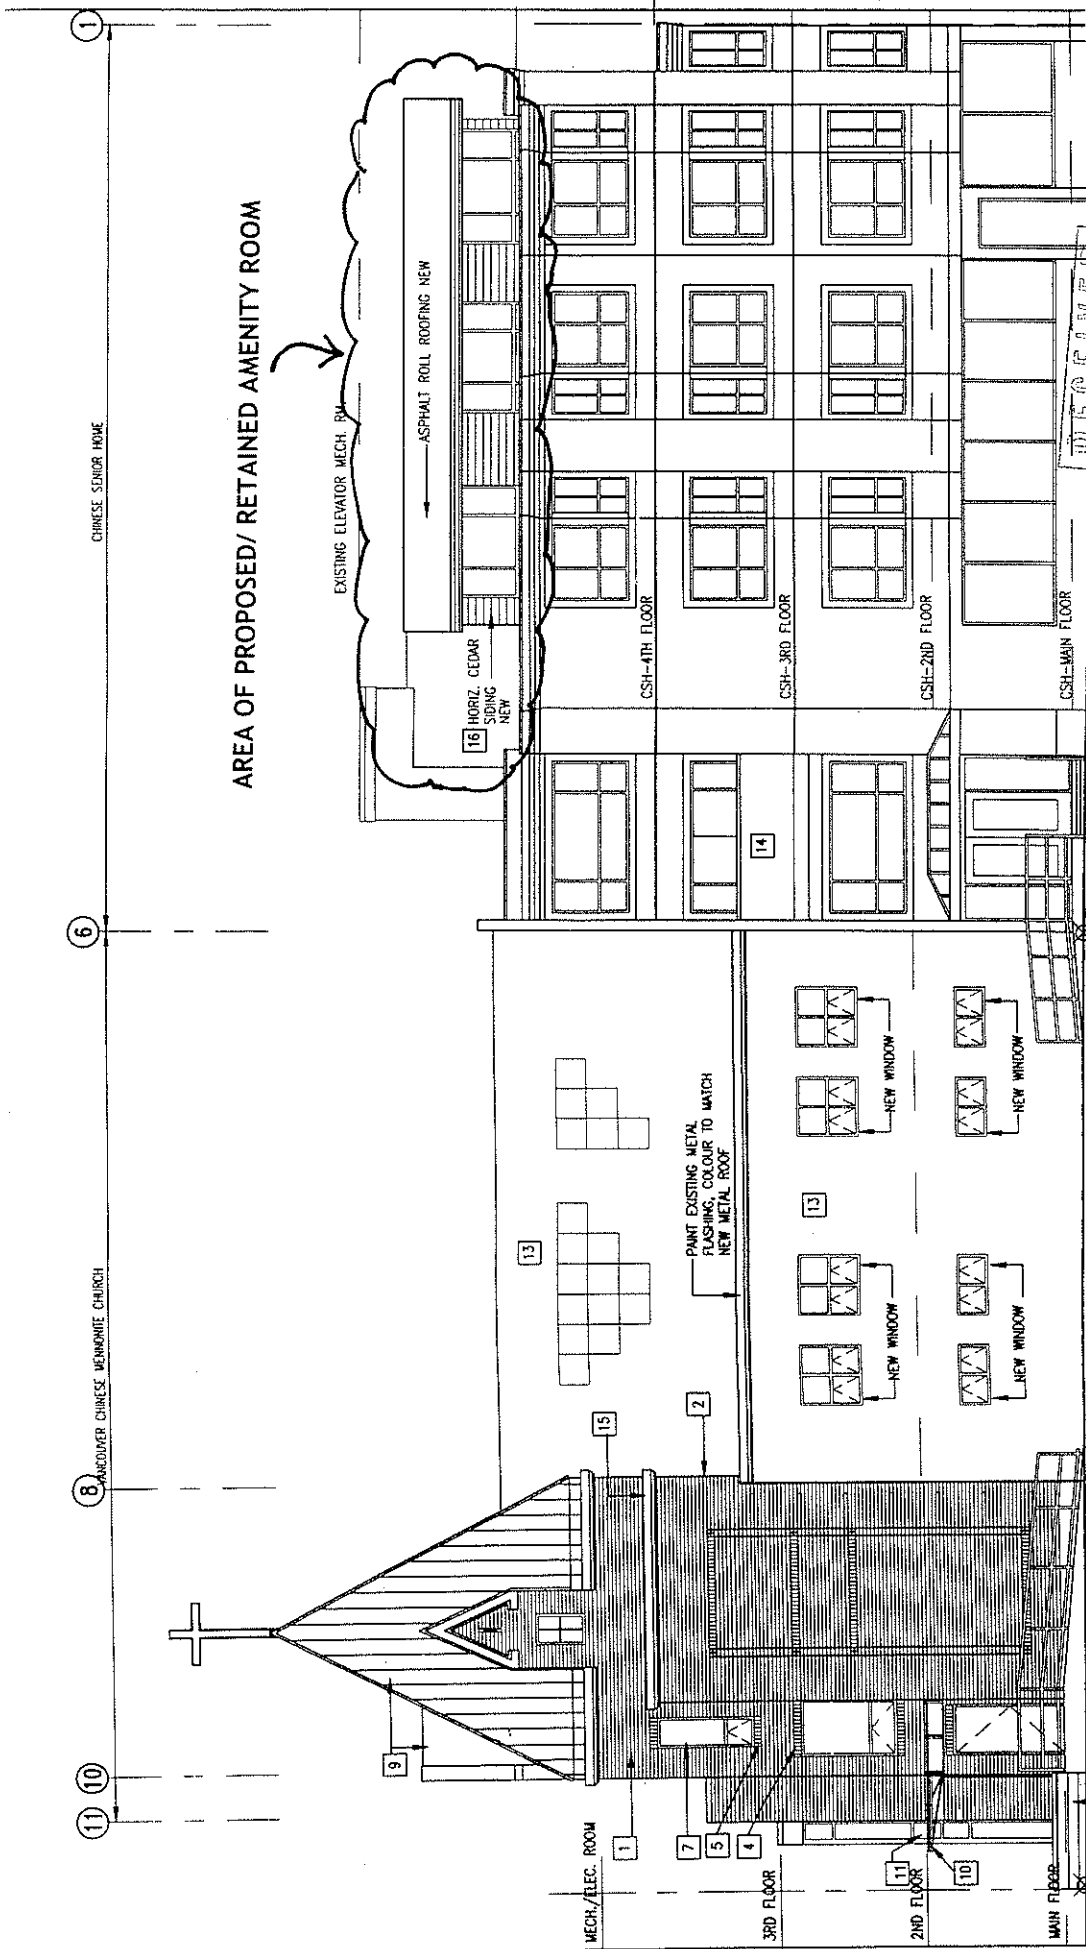 11
10
8
6
1
VANCOUVER CHINESE MENNONITE CHURCH
CHINESE SENIOR HOME
AREA OF PROPOSED/ RETAINED AMENITY ROOM
EXISTING ELEVATOR MECH. RM.
ASPHALT ROLL ROOFING NEW
16 HORIZ. CEDAR
SIDING
NEW
9
13
15
2
PAINT EXISTING METAL
FLASHING, COLOUR TO MATCH
NEW METAL ROOF
MECH./ELEC. ROOM
1
7
5
4
3RD FLOOR
11
10
2ND FLOOR
MAIN FLOOR
13
NEW WINDOW
NEW WINDOW
NEW WINDOW
NEW WINDOW
14
CSH-4TH FLOOR
CSH-3RD FLOOR
CSH-2ND FLOOR
CSH-MAIN FLOOR